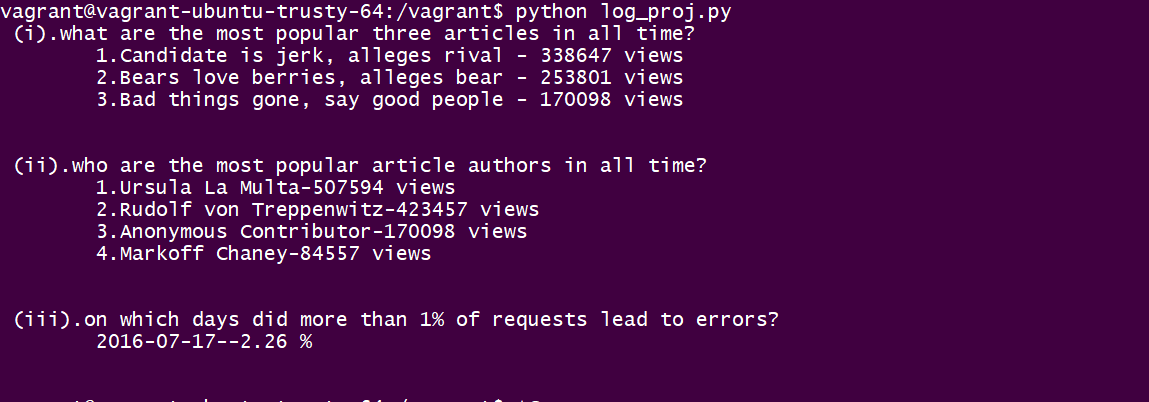 vagrant@vagrant-ubuntu-trusty-64:/vagrant$ python log_proj.py
(i).what are the most popular three articles in all time?
1.Candidate is jerk, alleges rival - 338647 views
2.Bears love berries, alleges bear - 253801 views
3.Bad things gone, say good people - 170098 views
(ii).who are the most popular article authors in all time?
1.Ursula La Multa-507594 views
2.Rudolf von Treppenwitz-423457 views
3.Anonymous Contributor-170098 views
4.Markoff Chaney-84557 views
(iii).on which days did more than 1% of requests lead to errors?
2016-07-17--2.26 %